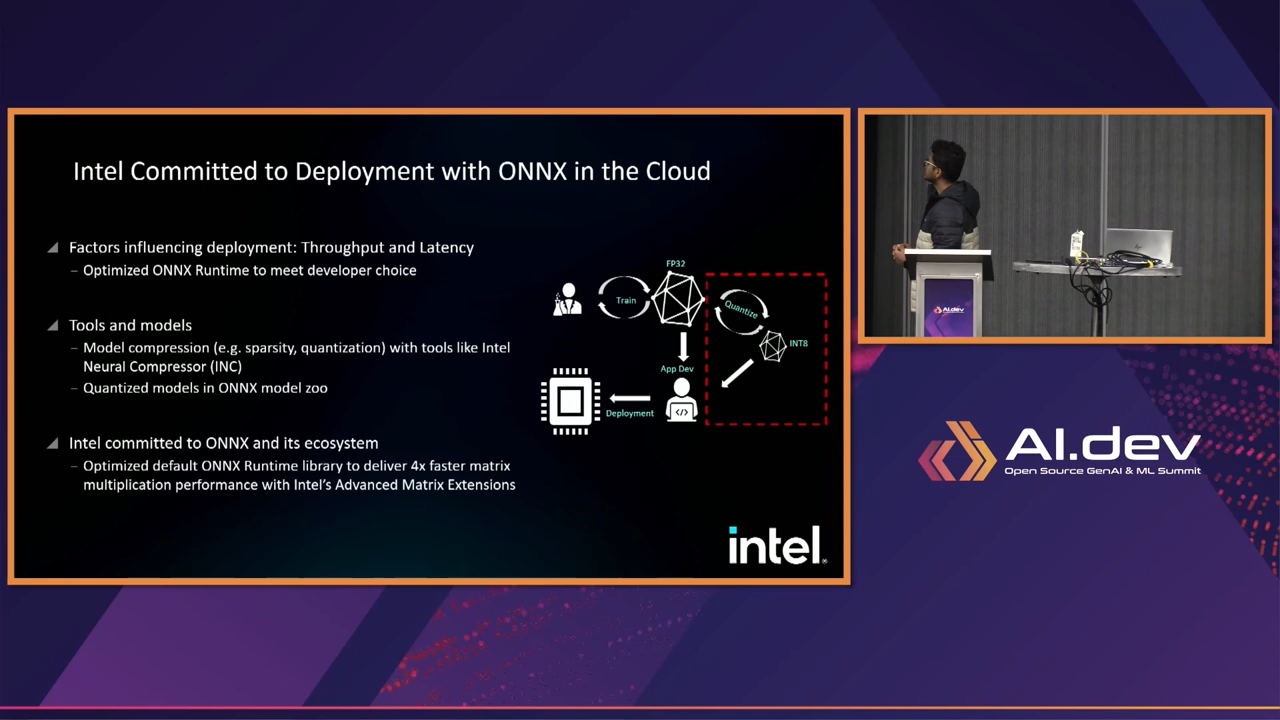 Intel Committed to Deployment with ONNX in the Cloud
Factors influencing deployment: Throughput and Latency
– Optimized ONNX Runtime to meet developer choice
Tools and models
– Model compression (e.g. sparsity, quantization) with tools like Intel
Neural Compressor (INC)
– Quantized models in ONNX model zoo
Intel committed to ONNX and its ecosystem
– Optimized default ONNX Runtime library to deliver 4x faster matrix
multiplication performance with Intel's Advanced Matrix Extensions
FP32
Train
Quantize
INT8
App Dev
</>
Deployment
intel®
AI.dev
AI.dev
Open Source GenAI & ML Summit